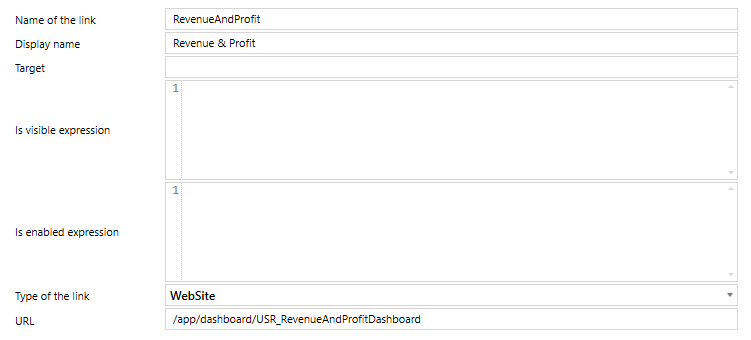 Name of the link RevenueAndProfit
Display name Revenue & Profit
Target
1
Is visible expression
1
Is enabled expression
Type of the link WebSite
URL /app/dashboard/USR_RevenueAndProfitDashboard